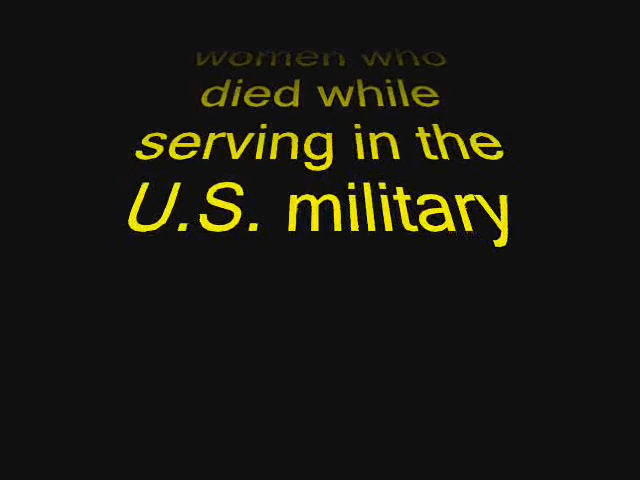 women who
died while
serving in the
U.S. military